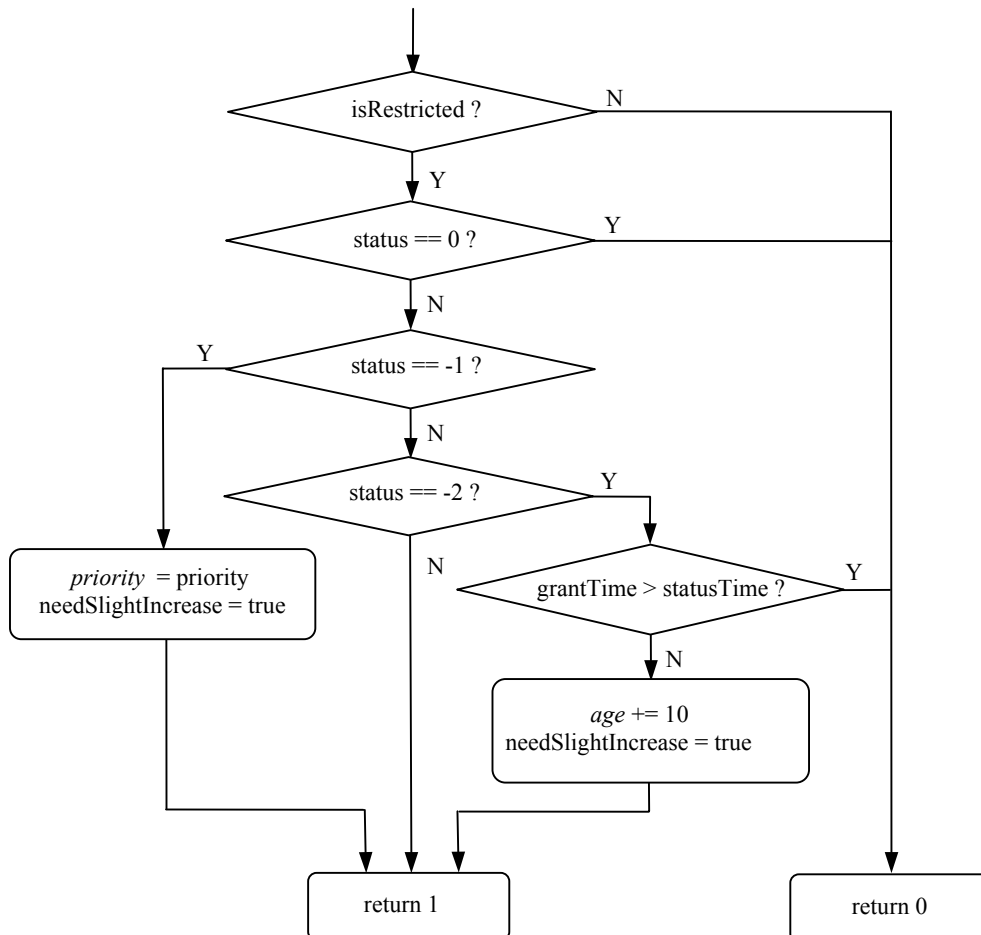 isRestricted ?
N
Y
status == 0 ?
Y
N
Y
status == -1 ?
N
status == -2 ?
Y
N
priority = priority
needSlightIncrease = true
grantTime > statusTime ?
Y
N
age += 10
needSlightIncrease = true
return 1
return 0